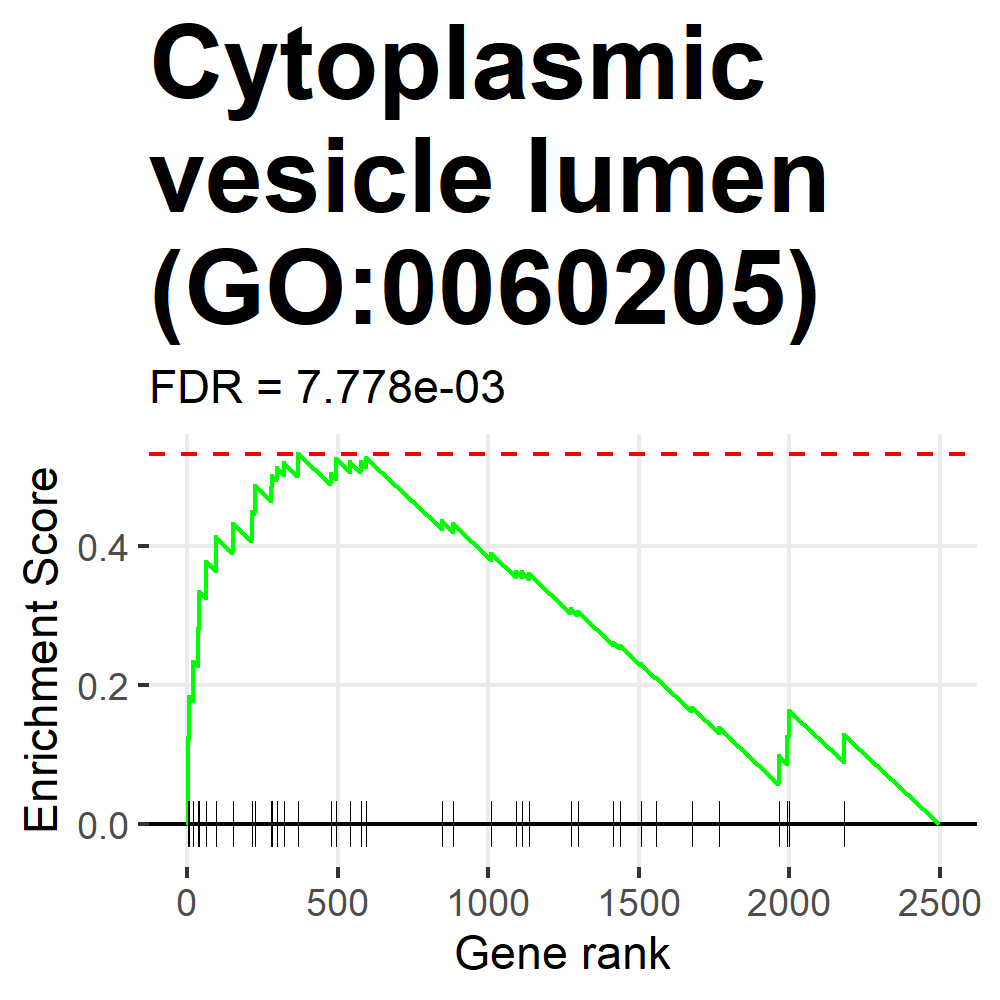 Cytoplasmic
vesicle lumen
(GO:0060205)
FDR = 7.778e-03
Enrichment Score
0.4
0.2
0.0
0 500 1000 1500 2000 2500
Gene rank